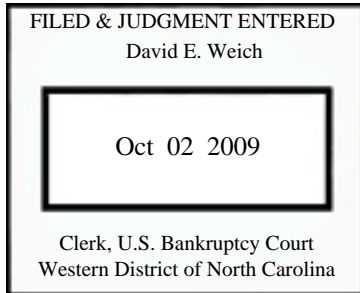 FILED & JUDGMENT ENTERED
David E. Weich
Oct 02 2009
Clerk, U.S. Bankruptcy Court
Western District of North Carolina